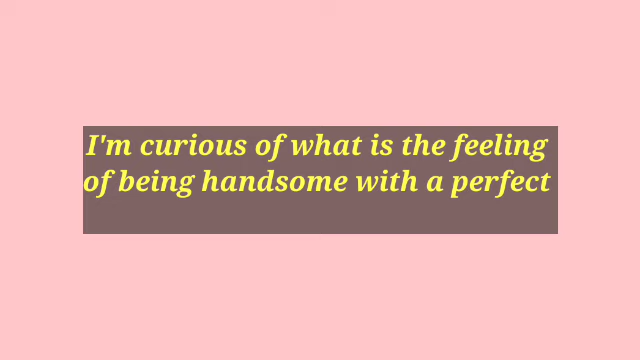 I'm curious of what is the feeling
of being handsome with a perfect